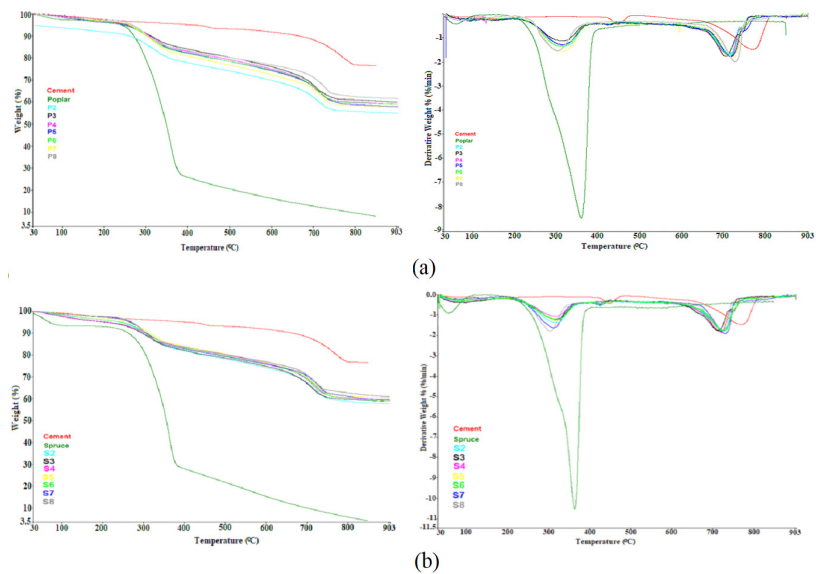 Weight (%)
100
90
80
70
60
50
40
30
20
10
3.5
Cement
Poplar
P2
P3
P4
P5
P6
P8
30 100 200 300 400 500 600 700 800 903
Temperature (ºC)
Derivative Weight % (%/min)
-1
-2
-3
-4
-5
-6
-7
-8
-9
Cement
Poplar
P3
P4
P5
P6
P8
30 100 200 300 400 500 600 700 800 903
Temperature (ºC)
(a)
Weight (%)
100
90
80
70
60
50
40
30
20
10
3.5
Cement
Spruce
S2
S3
S4
S5
S6
S7
S8
30 100 200 300 400 500 600 700 800 903
Temperature (ºC)
Derivative Weight % (%/min)
0.0
-1
-2
-3
-4
-5
-6
-7
-8
-9
-10
-11
-11.5
Cement
Spruce
S2
S3
S4
S5
S6
S7
S8
30 100 200 300 400 500 600 700 800 903
Temperature (ºC)
(b)